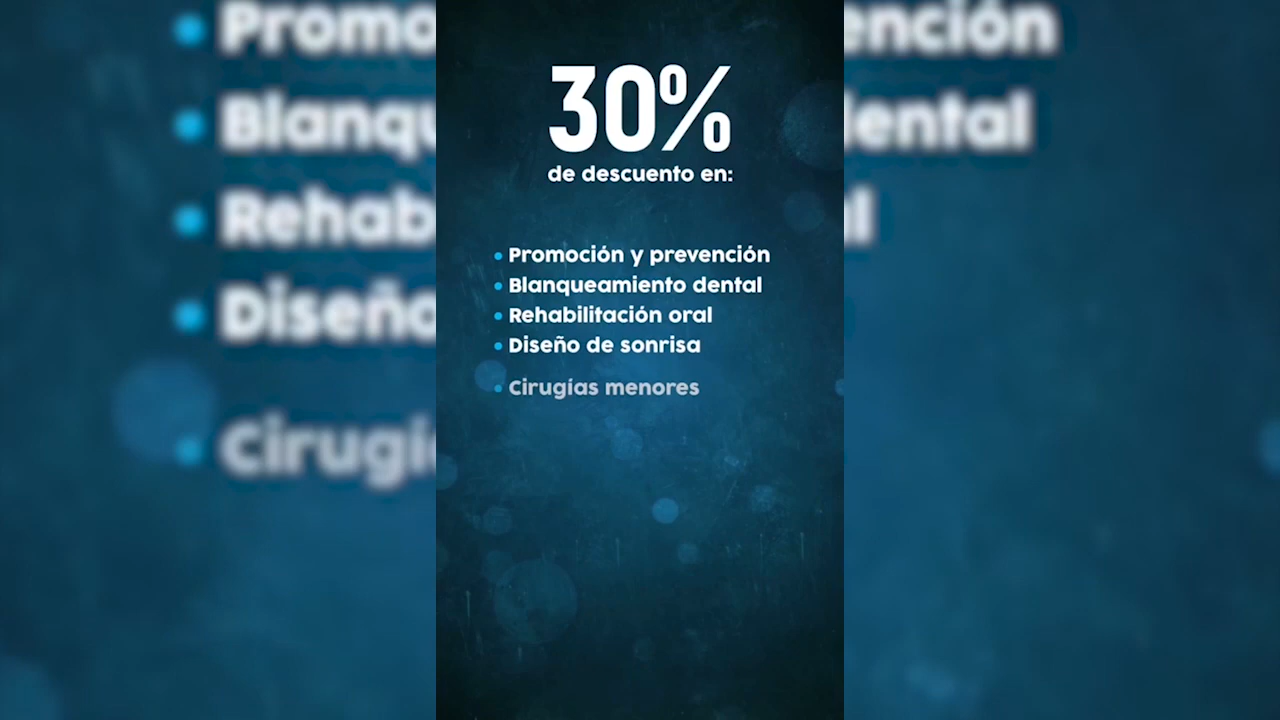 30%
de descuento en:
• Promoción y prevención
• Blanqueamiento dental
• Rehabilitación oral
• Diseño de sonrisa
• Cirugías menores